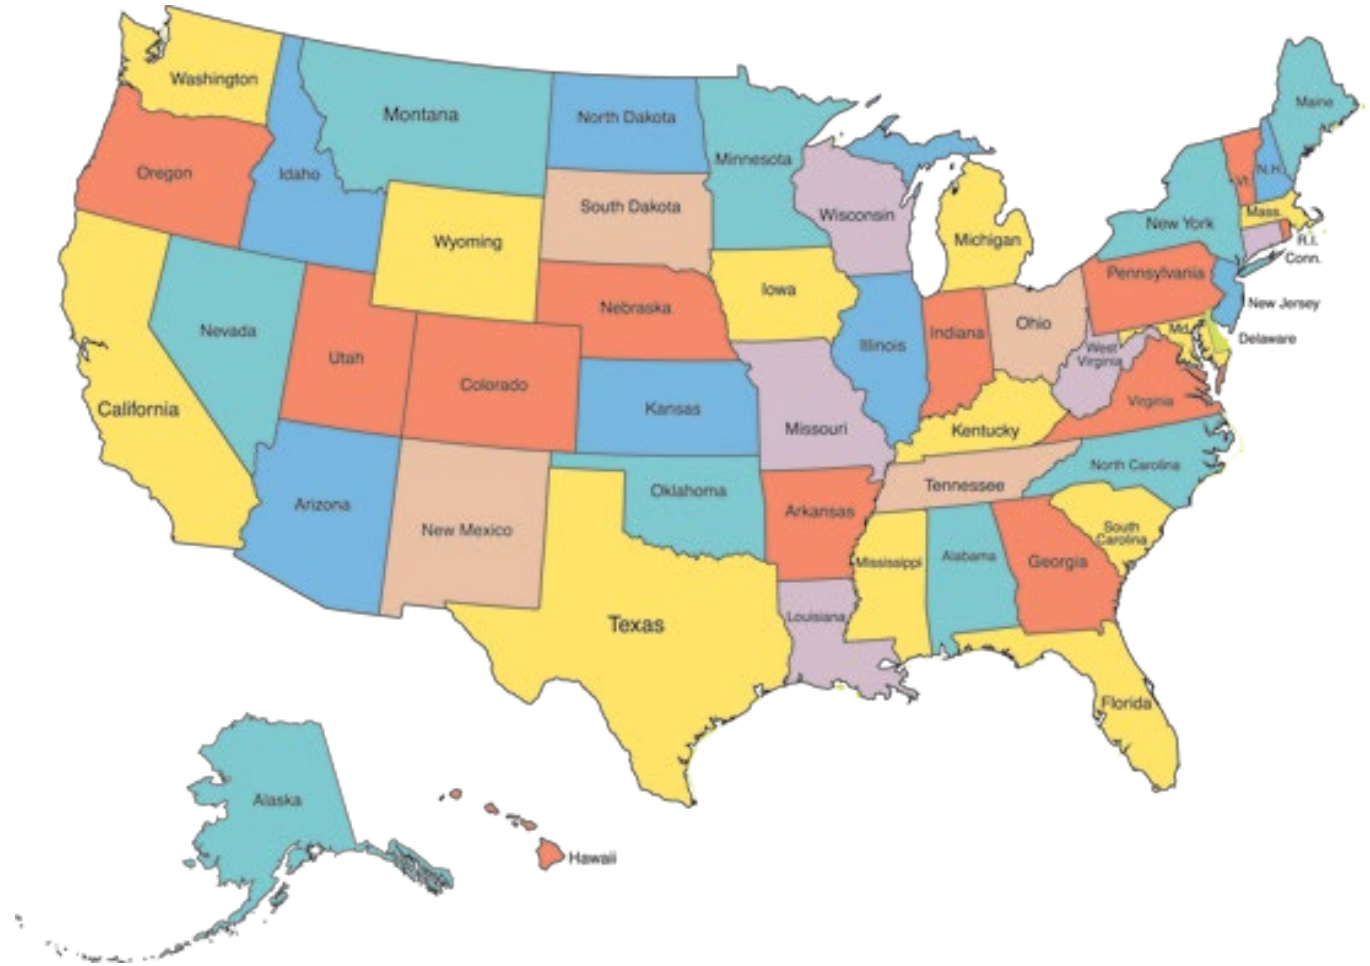 Washington
Montana
North Dakota
Minnesota
Maine
Oregon
Idaho
Vt.
N.H.
South Dakota
Wisconsin
Mass.
New York
Wyoming
Michigan
R.I.
Conn.
Pennsylvania
Iowa
Nebraska
New Jersey
Ohio
Nevada
Indiana
Md.
Delaware
Illinois
West
Virginia
Utah
Colorado
California
Kansas
Virginia
Missouri
Kentucky
North Carolina
Oklahoma
Tennessee
Arizona
New Mexico
Arkansas
South
Carolina
Mississippi
Alabama
Georgia
Louisiana
Texas
Florida
Alaska
Hawaii